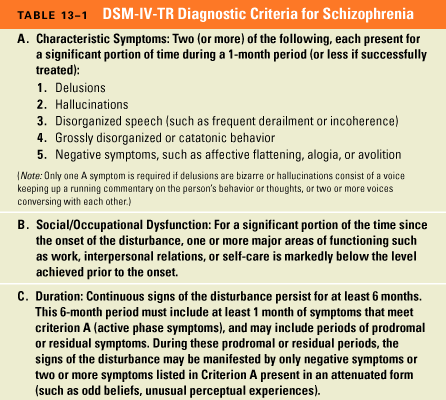 TABLE 13–1 DSM-IV-TR Diagnostic Criteria for Schizophrenia
A. Characteristic Symptoms: Two (or more) of the following, each present for
a significant portion of time during a 1-month period (or less if successfully
treated):
1. Delusions
2. Hallucinations
3. Disorganized speech (such as frequent derailment or incoherence)
4. Grossly disorganized or catatonic behavior
5. Negative symptoms, such as affective flattening, alogia, or avolition
(Note: Only one A symptom is required if delusions are bizarre or hallucinations consist of a voice
keeping up a running commentary on the person's behavior or thoughts, or two or more voices
conversing with each other.)
B. Social/Occupational Dysfunction: For a significant portion of the time since
the onset of the disturbance, one or more major areas of functioning such
as work, interpersonal relations, or self-care is markedly below the level
achieved prior to the onset.
C. Duration: Continuous signs of the disturbance persist for at least 6 months.
This 6-month period must include at least 1 month of symptoms that meet
criterion A (active phase symptoms), and may include periods of prodromal
or residual symptoms. During these prodromal or residual periods, the
signs of the disturbance may be manifested by only negative symptoms or
two or more symptoms listed in Criterion A present in an attenuated form
(such as odd beliefs, unusual perceptual experiences).